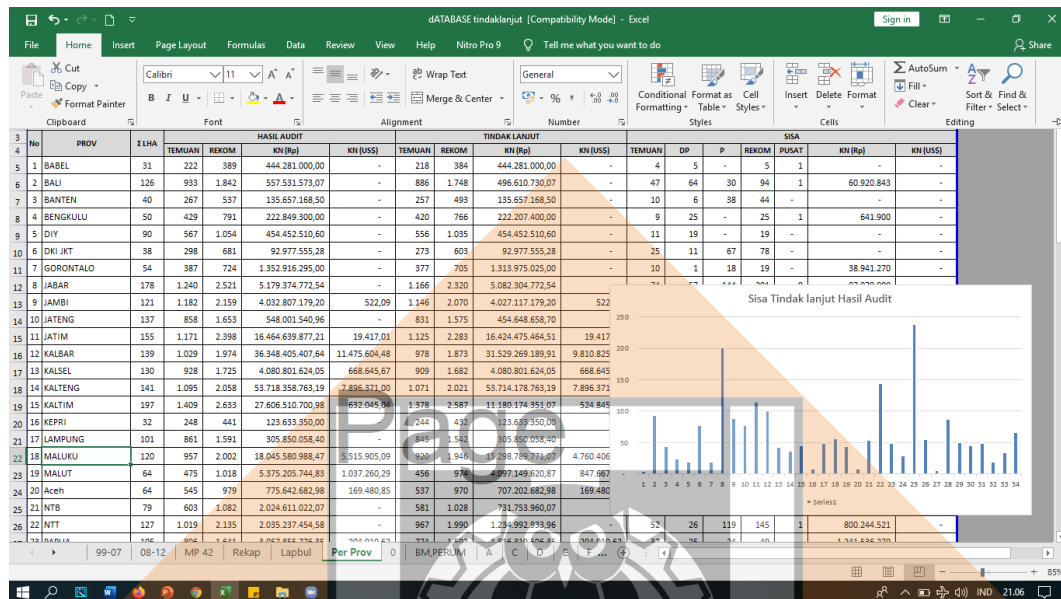 dATABASE tindaklanjut [Compatibility Mode] - Excel
Sign in
File Home Insert Page Layout Formulas Data Review View Help Nitro Pro 9 Tell me what you want to do Share
Cut
Copy
Format Painter
Paste
Calibri 11
B I U
Wrap Text
Merge & Center
General
Conditional Formatting
Format as Table
Cell Styles
Insert Delete Format
AutoSum
Fill
Clear
Sort & Filter
Find & Select
Clipboard Font Alignment Number Styles Cells Editing
No PROV Σ LHA HASIL AUDIT TINDAK LANJUT SISA
TEMUAN REKOM KN (Rp) KN (US$) TEMUAN REKOM KN (Rp) KN (US$) TEMUAN DP P REKOM PUSAT KN (Rp) KN (US$)
5 1 BABEL 31 222 389 444.281.000,00 - 218 384 444.281.000,00 - 4 5 - 5 1 - -
6 2 BALI 126 933 1.842 557.531.573,07 - 886 1.748 496.610.730,07 - 47 64 30 94 1 60.920.843 -
7 3 BANTEN 40 267 537 135.657.168,50 - 257 493 135.657.168,50 - 10 6 38 44 - - -
8 4 BENGKULU 50 429 791 222.849.300,00 - 420 766 222.207.400,00 - 9 25 - 25 1 641.900 -
9 5 DIY 90 567 1.054 454.452.510,60 - 556 1.035 454.452.510,60 - 11 19 - 19 - - -
10 6 DKI JKT 38 298 681 92.977.555,28 - 273 603 92.977.555,28 - 25 11 67 78 - - -
11 7 GORONTALO 54 387 724 1.352.916.295,00 - 377 705 1.313.975.025,00 - 10 1 18 19 - 38.941.270 -
12 8 JABAR 178 1.240 2.521 5.179.374.772,54 - 1.166 2.320 5.082.304.772,54 -
13 9 JAMBI 121 1.182 2.159 4.032.807.179,20 522,09 1.146 2.070 4.027.117.179,20 522
14 10 JATENG 137 858 1.653 548.001.540,96 - 831 1.575 454.648.658,70
15 11 JATIM 155 1.171 2.398 16.464.639.877,21 19.417,01 1.125 2.283 16.424.475.464,51 19.417
16 12 KALBAR 139 1.029 1.974 36.348.405.407,64 11.475.604,48 978 1.873 31.529.269.189,91 9.810.825
17 13 KALSEL 130 928 1.725 4.080.801.624,05 668.645,67 909 1.682 4.080.801.624,05 668.645
18 14 KALTENG 141 1.095 2.058 53.718.358.763,19 7.896.371,00 1.071 2.021 53.714.178.763,19 7.896.371
19 15 KALTIM 197 1.409 2.633 27.606.510.700,98 632.045,04 1.378 2.587 11.180.174.351,07 524.845
20 16 KEPRI 32 248 441 123.633.350,00 - 244 432 123.633.350,00
21 17 LAMPUNG 101 861 1.591 305.850.058,40 - 845 1.542 305.850.058,40
22 18 MALUKU 120 957 2.002 18.045.580.988,47 5.515.905,09 920 1.946 15.298.789.771,07 4.760.406
23 19 MALUT 64 475 1.018 5.375.205.744,83 1.037.260,29 456 974 4.097.149.620,87 847.667
24 20 Aceh 64 545 979 775.642.682,98 169.480,85 537 970 707.202.682,98 169.480
25 21 NTB 79 603 1.082 2.024.611.022,07 - 581 1.028 731.753.960,07
26 22 NTT 127 1.019 2.135 2.035.237.454,58 - 967 1.990 1.234.992.933,96 - 52 26 119 145 1 800.244.521 -
Sisa Tindak lanjut Hasil Audit
250
200
150
100
50
-
1 2 3 4 5 6 7 8 9 10 11 12 13 14 15 16 17 18 19 20 21 22 23 24 25 26 27 28 29 30 31 32 33 34
Series1
Page
99-07 08-12 MP 42 Rekap Lapbul Per Prov 0 BM,PERUM A C D E F ...
85%
IND 21.06